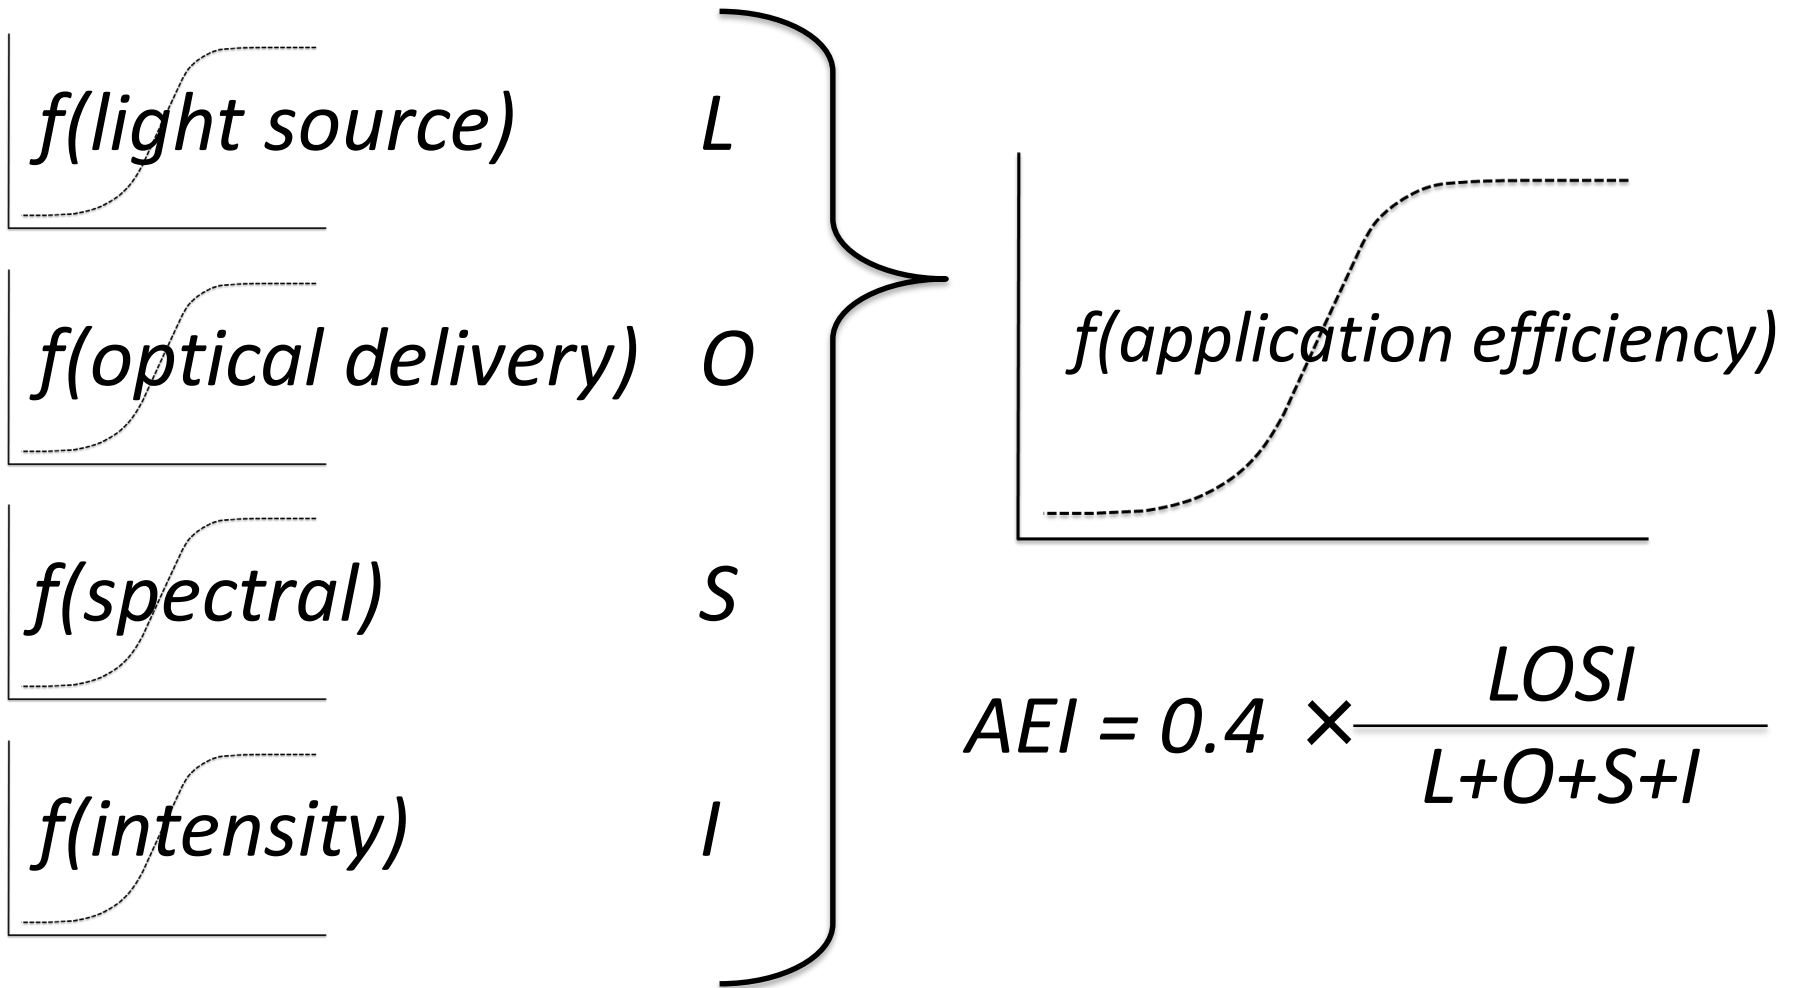 f(light source) L
f(optical delivery) O
f(spectral) S
f(intensity) I
f(application efficiency)
AEI = 0.4 × LOSI
L+O+S+I